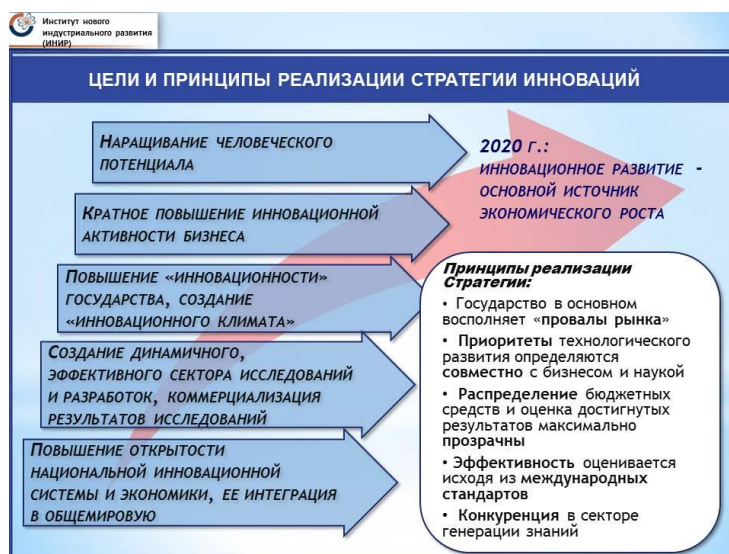 Институт нового
индустриального развития
(ИНИР)
ЦЕЛИ И ПРИНЦИПЫ РЕАЛИЗАЦИИ СТРАТЕГИИ ИННОВАЦИЙ
НАРАЩИВАНИЕ ЧЕЛОВЕЧЕСКОГО
ПОТЕНЦИАЛА
2020 Г.:
ИННОВАЦИОННОЕ РАЗВИТИЕ -
ОСНОВНОЙ ИСТОЧНИК
ЭКОНОМИЧЕСКОГО РОСТА
КРАТНОЕ ПОВЫШЕНИЕ ИННОВАЦИОННОЙ
АКТИВНОСТИ БИЗНЕСА
ПОВЫШЕНИЕ «ИННОВАЦИОННОСТИ»
ГОСУДАРСТВА, СОЗДАНИЕ
«ИННОВАЦИОННОГО КЛИМАТА»
СОЗДАНИЕ ДИНАМИЧНОГО,
ЭФФЕКТИВНОГО СЕКТОРА ИССЛЕДОВАНИЙ
И РАЗРАБОТОК, КОММЕРЦИАЛИЗАЦИЯ
РЕЗУЛЬТАТОВ ИССЛЕДОВАНИЙ
ПОВЫШЕНИЕ ОТКРЫТОСТИ
НАЦИОНАЛЬНОЙ ИННОВАЦИОННОЙ
СИСТЕМЫ И ЭКОНОМИКИ, ЕЕ ИНТЕГРАЦИЯ
В ОБЩЕМИРОВУЮ
Принципы реализации
Стратегии:
• Государство в основном
восполняет «провалы рынка»
• Приоритеты технологического
развития определяются
совместно с бизнесом и наукой
• Распределение бюджетных
средств и оценка достигнутых
результатов максимально
прозрачны
• Эффективность оценивается
исходя из международных
стандартов
• Конкуренция в секторе
генерации знаний